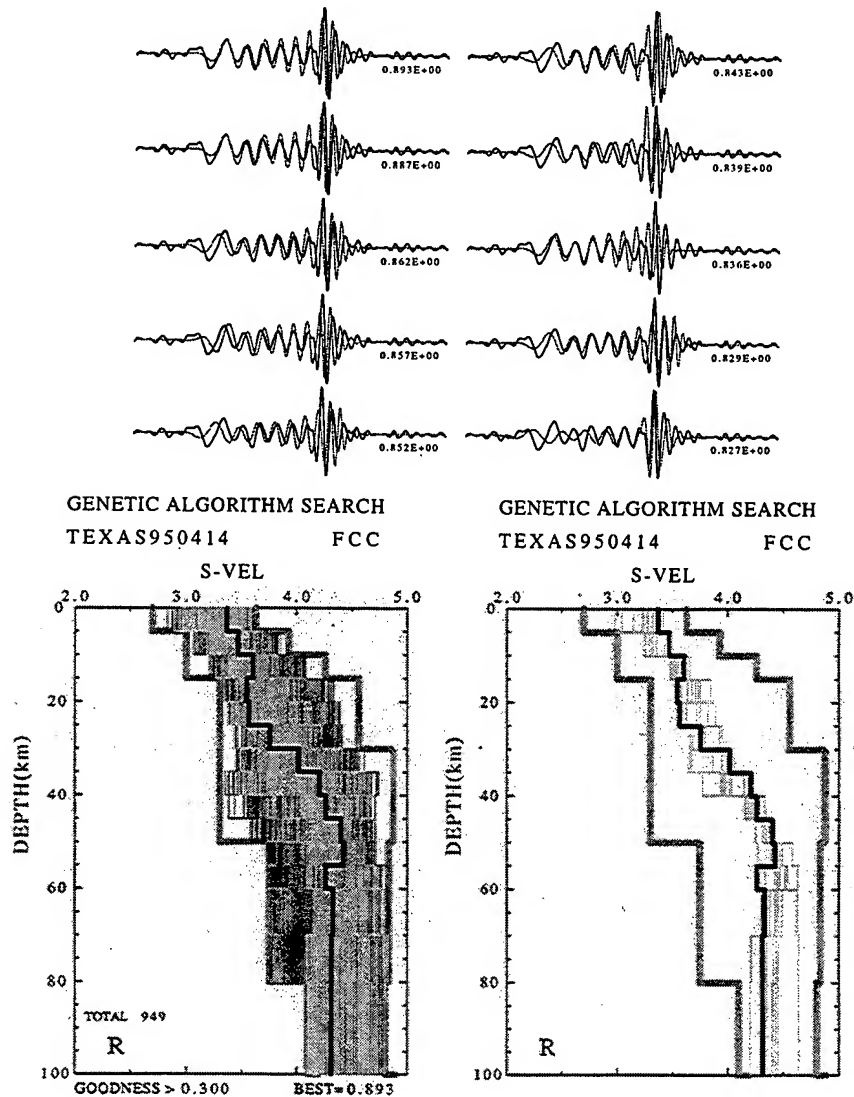 0.893E+00 0.843E+00
0.887E+00 0.839E+00
0.862E+00 0.836E+00
0.857E+00 0.829E+00
0.852E+00 0.827E+00
GENETIC ALGORITHM SEARCH
TEXAS950414 FCC
S-VEL
2.0 3.0 4.0 5.0
0
20
40
60
80
100
DEPTH(km)
TOTAL 949
R
GOODNESS > 0.300 BEST= 0.893
GENETIC ALGORITHM SEARCH
TEXAS950414 FCC
S-VEL
2.0 3.0 4.0 5.0
0
20
40
60
80
100
DEPTH(km)
R